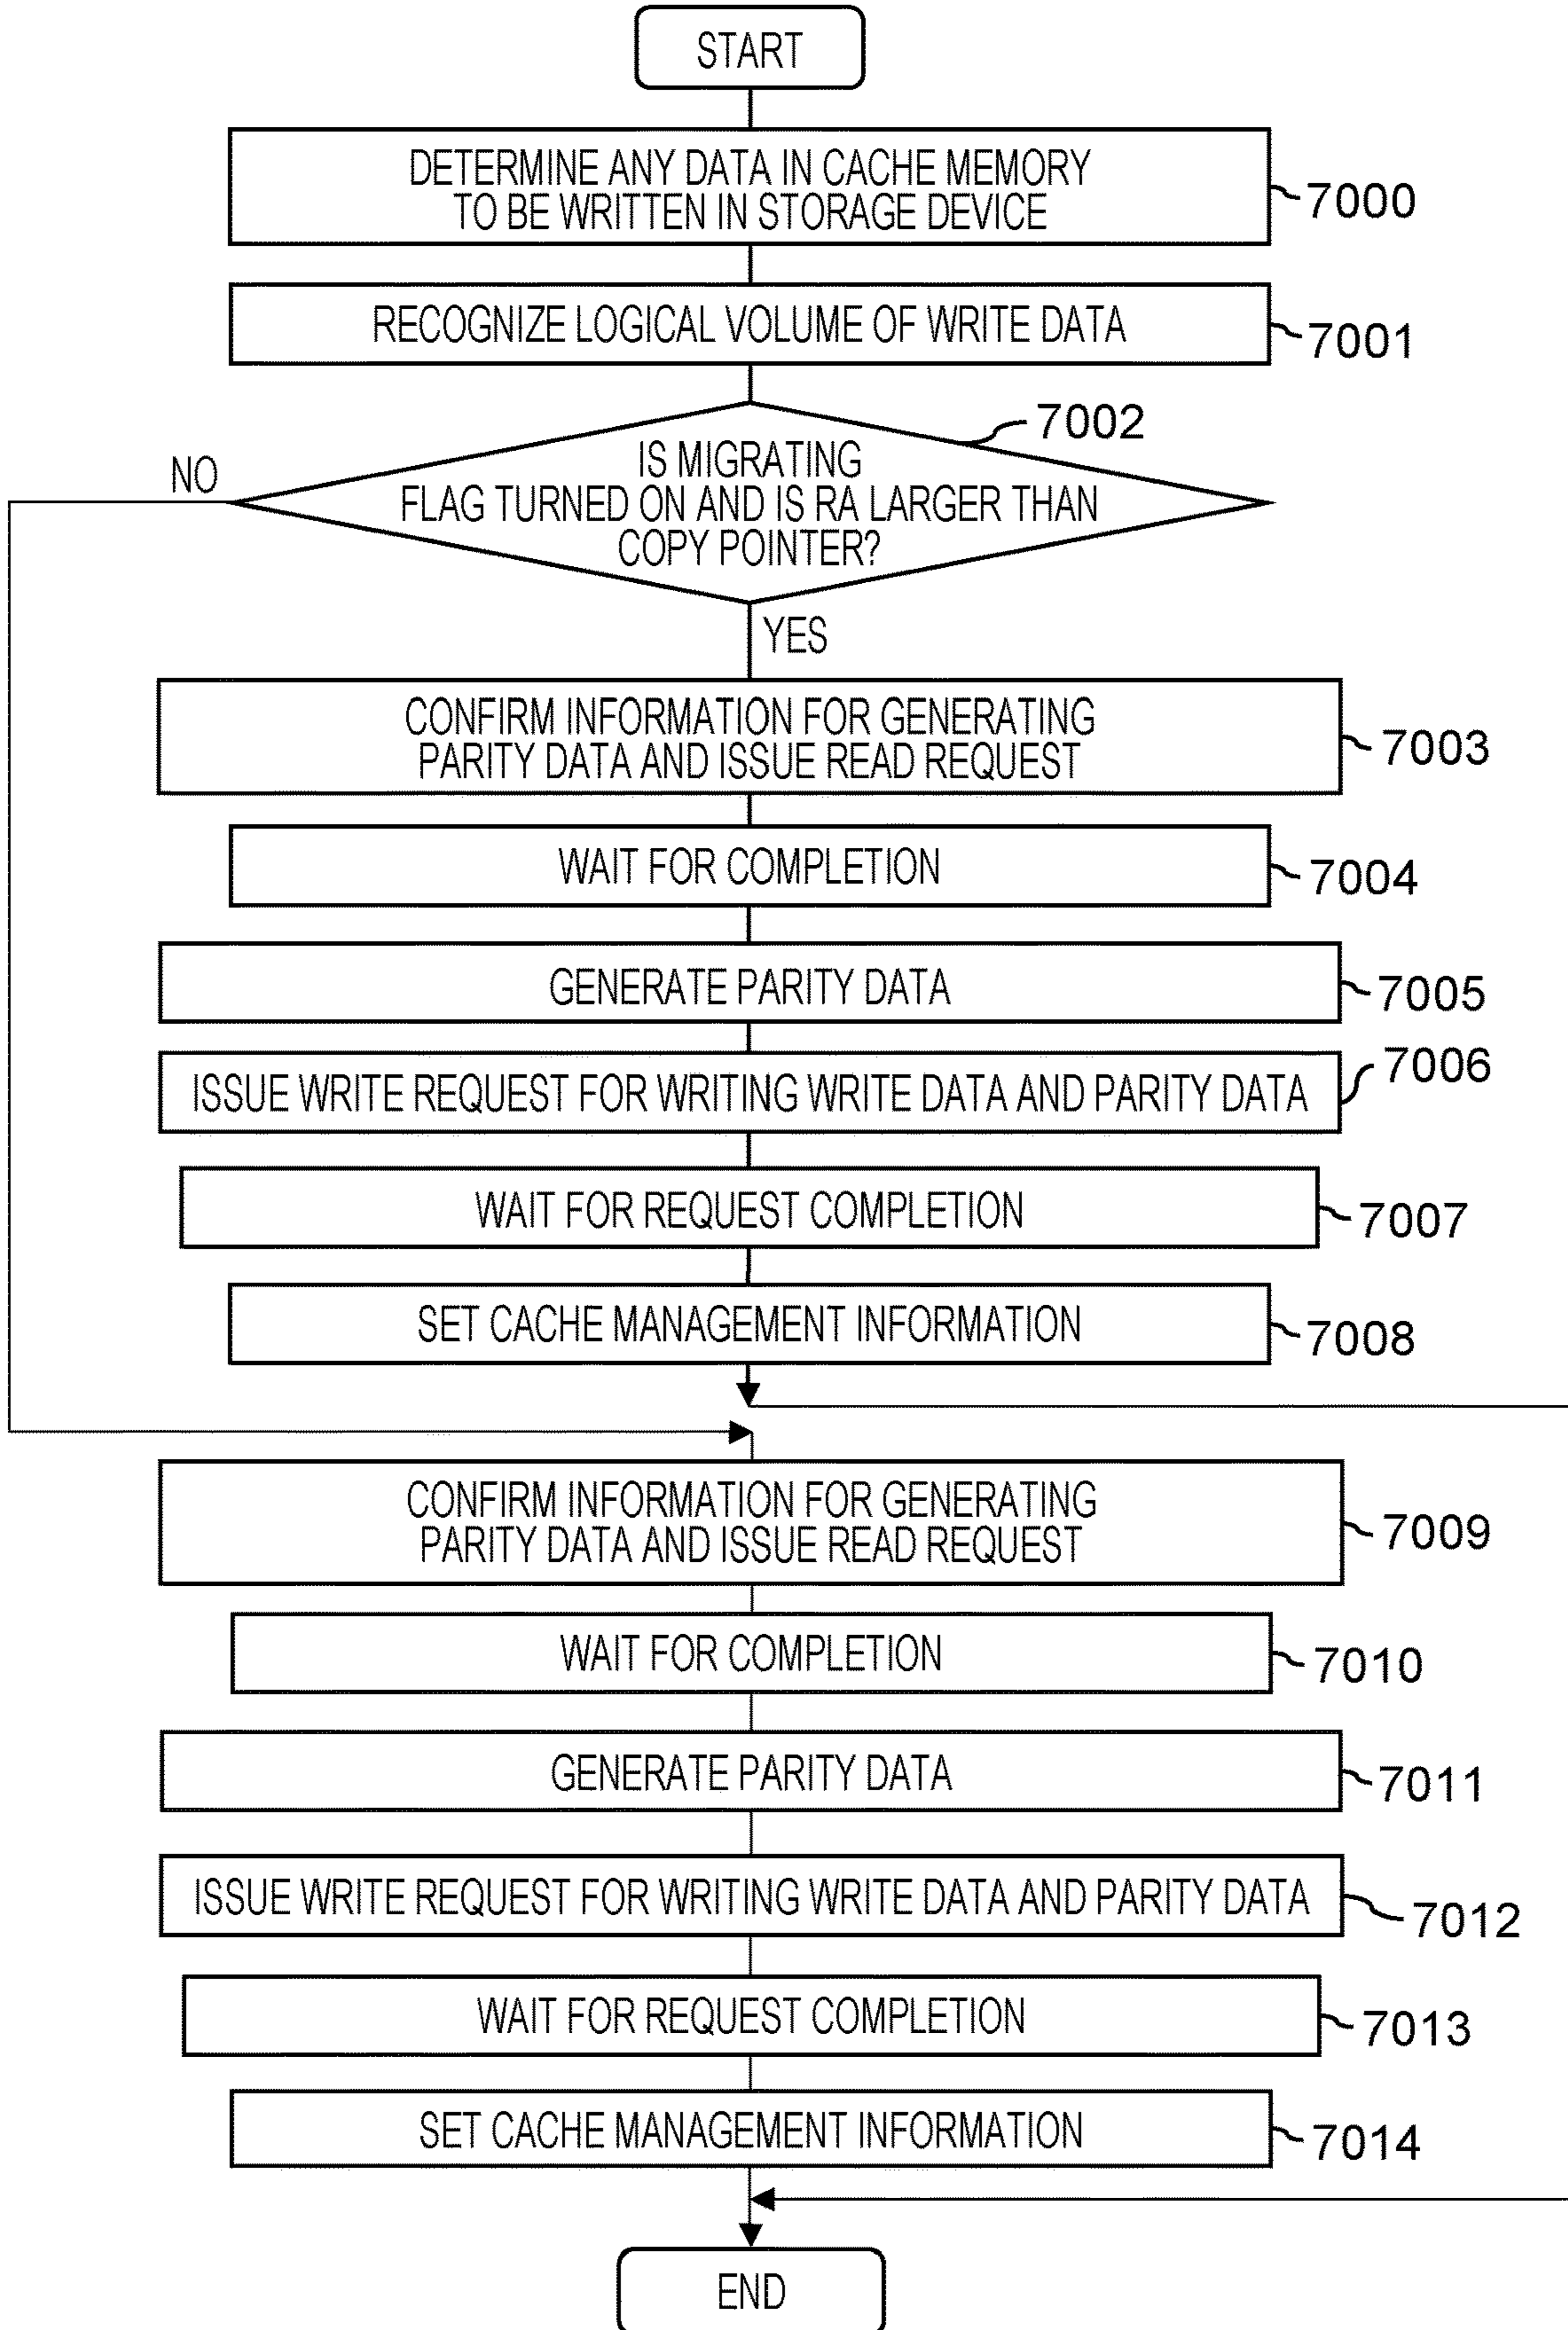 START
DETERMINE ANY DATA IN CACHE MEMORY
TO BE WRITTEN IN STORAGE DEVICE
7000
RECOGNIZE LOGICAL VOLUME OF WRITE DATA
7001
7002
IS MIGRATING
FLAG TURNED ON AND IS RA LARGER THAN
COPY POINTER?
NO
YES
CONFIRM INFORMATION FOR GENERATING
PARITY DATA AND ISSUE READ REQUEST
7003
WAIT FOR COMPLETION
7004
GENERATE PARITY DATA
7005
ISSUE WRITE REQUEST FOR WRITING WRITE DATA AND PARITY DATA
7006
WAIT FOR REQUEST COMPLETION
7007
SET CACHE MANAGEMENT INFORMATION
7008
CONFIRM INFORMATION FOR GENERATING
PARITY DATA AND ISSUE READ REQUEST
7009
WAIT FOR COMPLETION
7010
GENERATE PARITY DATA
7011
ISSUE WRITE REQUEST FOR WRITING WRITE DATA AND PARITY DATA
7012
WAIT FOR REQUEST COMPLETION
7013
SET CACHE MANAGEMENT INFORMATION
7014
END